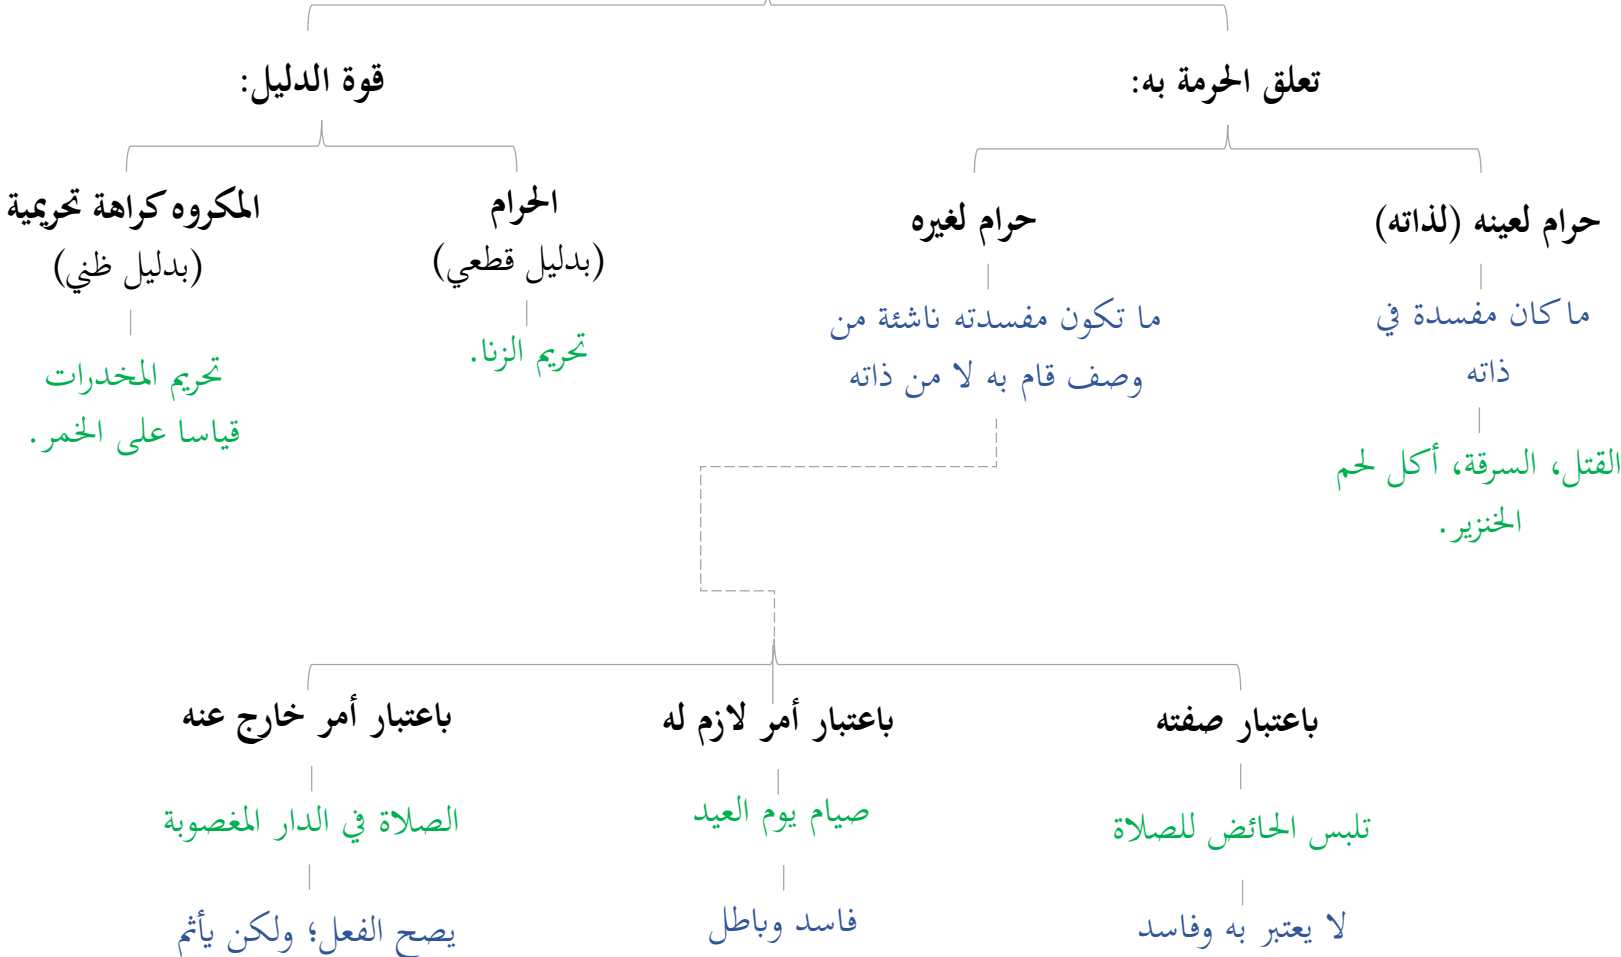 تعلق الحرمة به:
قوة الدليل:
حرام لعينه (لذاته)
ما كان مفسدة في
ذاته
القتل، السرقة، أكل لحم
الخنزير.
حرام لغيره
ما تكون مفسدته ناشئة من
وصف قام به لا من ذاته
الحرام
(بدليل قطعي)
تحريم الزنا.
المكروه كراهة تحريمية
(بدليل ظني)
تحريم المخدرات
قياسا على الخمر.
باعتبار صفته
تلبس الحائض للصلاة
لا يعتبر به وفاسد
باعتبار أمر لازم له
صيام يوم العيد
فاسد وباطل
باعتبار أمر خارج عنه
الصلاة في الدار المغصوبة
يصح الفعل؛ ولكن يأثم